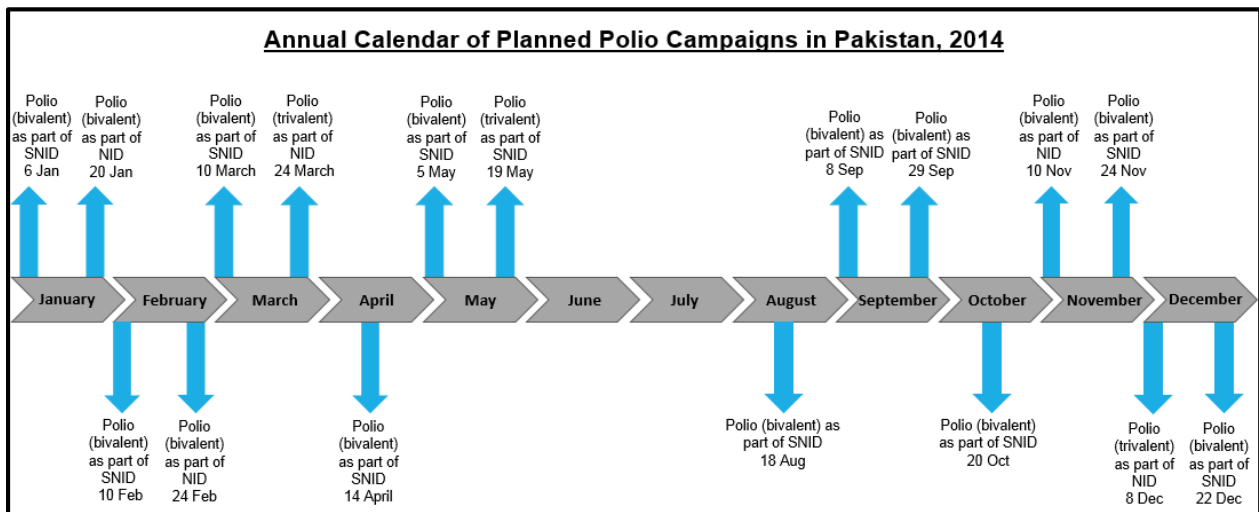 Annual Calendar of Planned Polio Campaigns in Pakistan, 2014
Polio
(bivalent)
as part of
SNID
6 Jan
Polio
(bivalent)
as part of
NID
20 Jan
Polio
(bivalent)
as part of
SNID
10 March
Polio
(trivalent)
as part of
NID
24 March
Polio
(bivalent)
as part of
SNID
5 May
Polio
(trivalent)
as part of
SNID
19 May
Polio
(bivalent) as
part of SNID
8 Sep
Polio
(bivalent) as
part of SNID
29 Sep
Polio
(bivalent)
as part of
NID
10 Nov
Polio
(bivalent)
as part of
SNID
24 Nov
January
February
March
April
May
June
July
August
September
October
November
December
Polio
(bivalent)
as part of
SNID
10 Feb
Polio
(bivalent)
as part of
NID
24 Feb
Polio
(bivalent)
as part of
SNID
14 April
Polio (bivalent) as
part of SNID
18 Aug
Polio (bivalent)
as part of SNID
20 Oct
Polio
(trivalent)
as part of
NID
8 Dec
Polio
(bivalent)
as part of
SNID
22 Dec